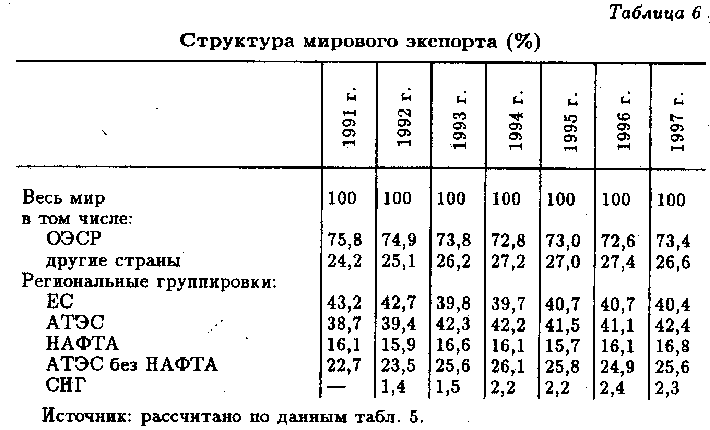 Таблица 6
Структура мирового экспорта (%)
1991 г. 1992 г. 1993 г. 1994 г. 1995 г. 1996 г. 1997 г.
Весь мир 100 100 100 100 100 100 100
в том числе:
ОЭСР 75,8 74,9 73,8 72,8 73,0 72,6 73,4
другие страны 24,2 25,1 26,2 27,2 27,0 27,4 26,6
Региональные группировки:
ЕС 43,2 42,7 39,8 39,7 40,7 40,7 40,4
АТЭС 38,7 39,4 42,3 42,2 41,5 41,1 42,4
НАФТА 16,1 15,9 16,6 16,1 15,7 16,1 16,8
АТЭС без НАФТА 22,7 23,5 25,6 26,1 25,8 24,9 25,6
СНГ — 1,4 1,5 2,2 2,2 2,4 2,3
Источник: рассчитано по данным табл. 5.